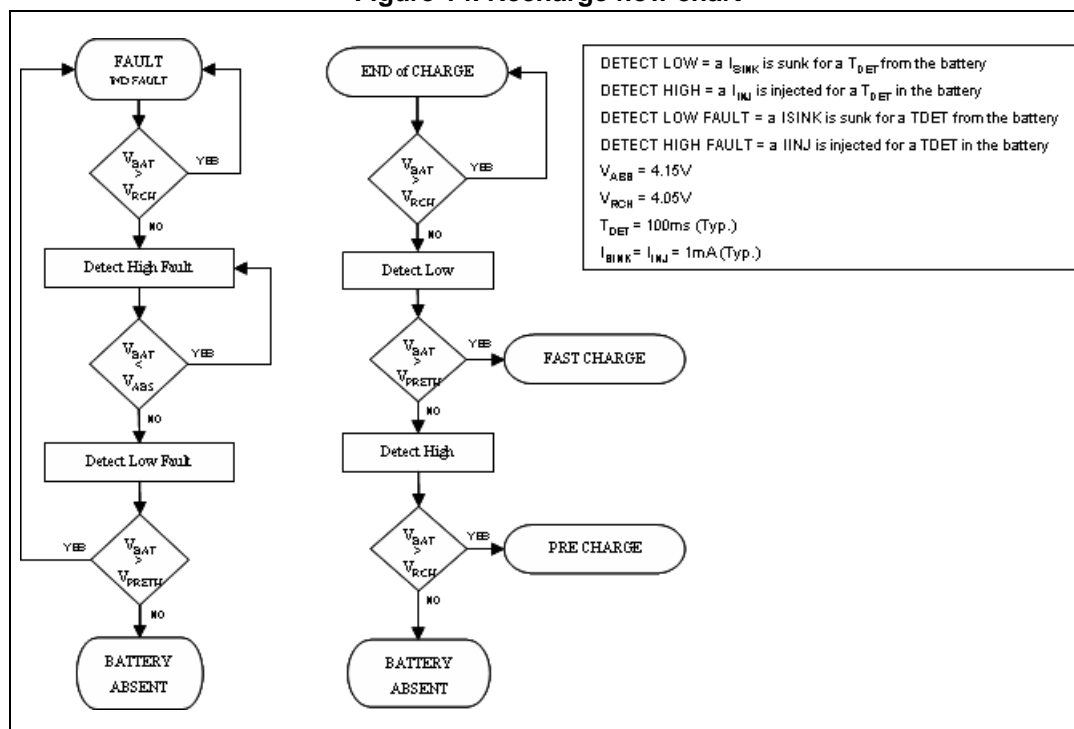 Figure 14. Recharge flow chart
FAULT
IND FAULT
VBAT
>
VRCH
YES
NO
Detect High Fault
VBAT
<
VABS
YES
NO
Detect Low Fault
VBAT
>
VPRETH
YES
NO
BATTERY
ABSENT
END of CHARGE
VBAT
>
VRCH
YES
NO
Detect Low
VBAT
>
VPRETH
YES
FAST CHARGE
NO
Detect High
VBAT
>
VRCH
YES
PRE CHARGE
NO
BATTERY
ABSENT
DETECT LOW = a ISINK is sunk for a TDET from the battery
DETECT HIGH = a IINJ is injected for a TDET in the battery
DETECT LOW FAULT = a ISINK is sunk for a TDET from the battery
DETECT HIGH FAULT = a IINJ is injected for a TDET in the battery
VABS = 4.15V
VRCH = 4.05V
TDET = 100ms (Typ.)
ISINK = IINJ = 1mA (Typ.)